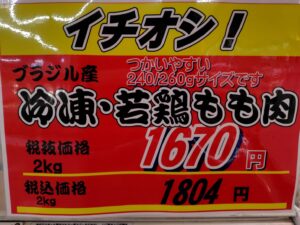 イチオシ!
ブラジル産
つかいやすい
240/260gサイズです
冷凍・若鶏もも肉
税抜価格 1670円
2kg
税込価格 1804円
2kg